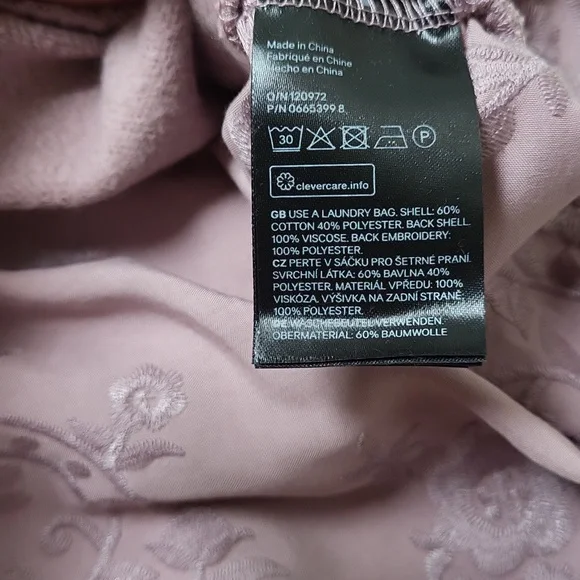 Made in China
Fabriqué en Chine
Hecho en China
O/N 120972
P/N 0665399 8
30 P
clevercare.info
GB USE A LAUNDRY BAG. SHELL: 60%
COTTON 40% POLYESTER. BACK SHELL:
100% VISCOSE. BACK EMBROIDERY:
100% POLYESTER.
CZ PERTE V SÁČKU PRO ŠETRNÉ PRANÍ.
SVRCHNÍ LÁTKA: 60% BAVLNA 40%
POLYESTER. MATERIÁL VPŘEDU: 100%
VISKÓZA. VÝŠIVKA NA ZADNÍ STRANĚ:
100% POLYESTER.
DE WÄSCHEBEUTEL VERWENDEN.
OBERMATERIAL: 60% BAUMWOLLE